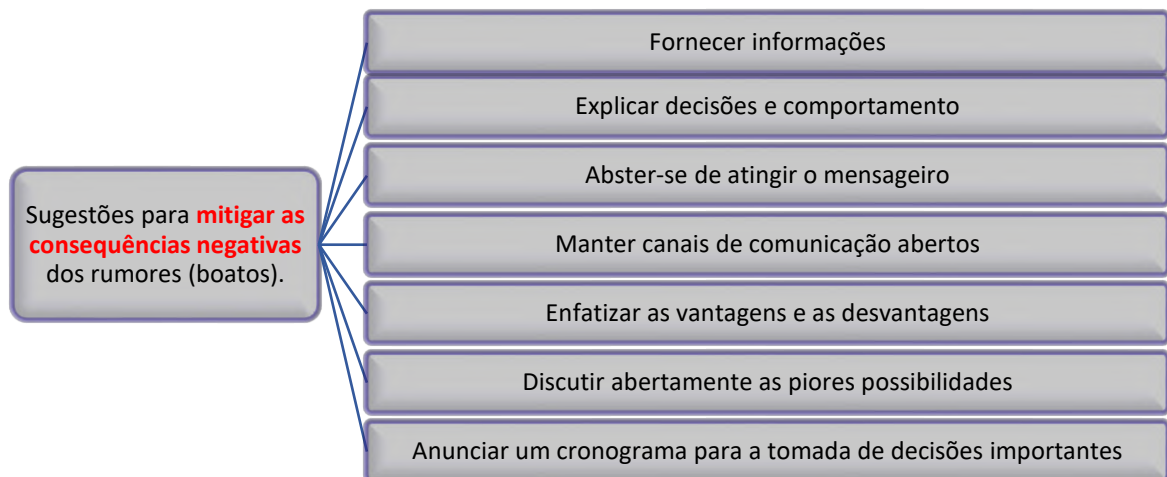 Fornecer informações
Explicar decisões e comportamento
Abster-se de atingir o mensageiro
Sugestões para mitigar as
consequências negativas
dos rumores (boatos).
Manter canais de comunicação abertos
Enfatizar as vantagens e as desvantagens
Discutir abertamente as piores possibilidades
Anunciar um cronograma para a tomada de decisões importantes